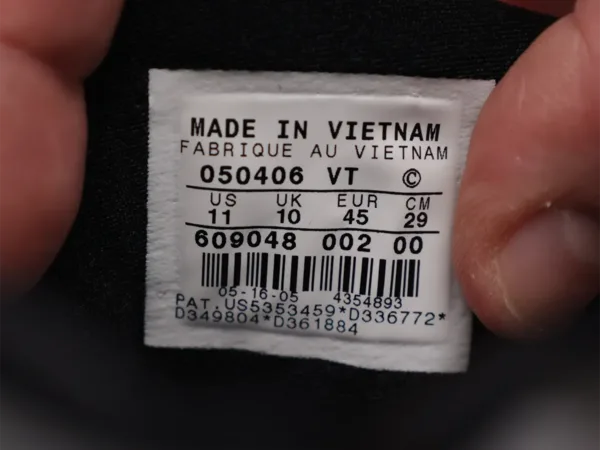 MADE IN VIETNAM
FABRIQUE AU VIETNAM
050406 VT ©
US UK EUR CM
11 10 45 29
609048 002 00
05-16-05 4354893
PAT. US5353459*D336772*
D349804*D361884